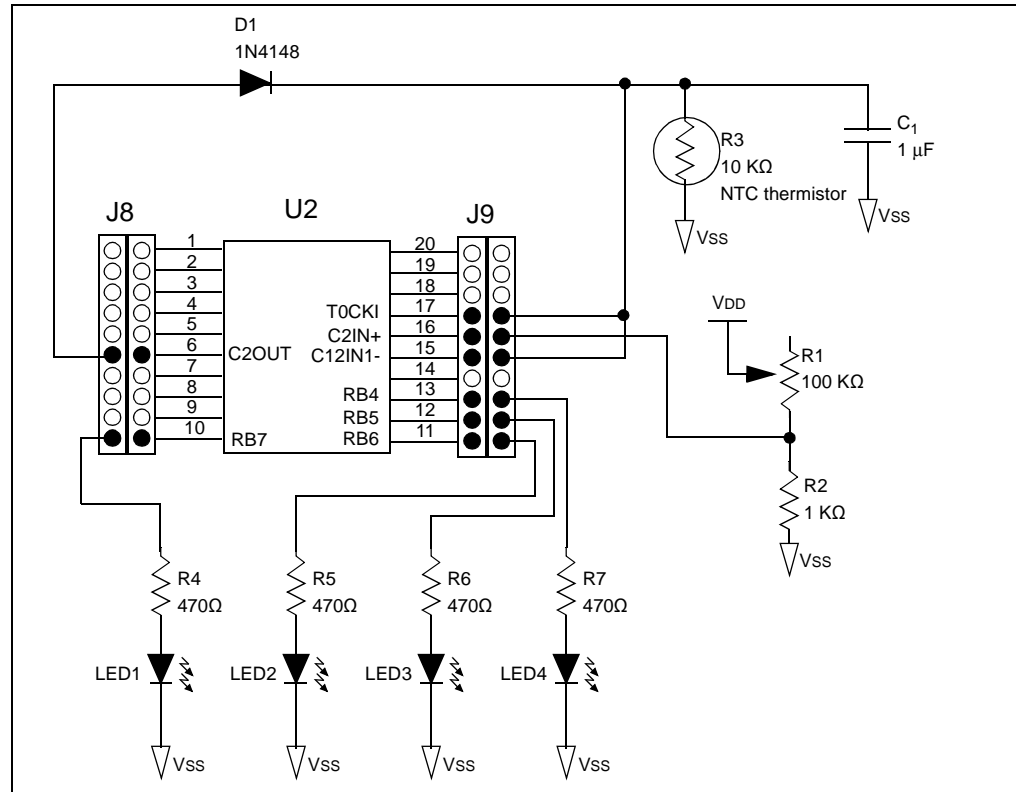 D1
1N4148
R3
10 KΩ
NTC thermistor
C1
1 μF
VSS
VSS
J8
U2
J9
1
2
3
4
5
6
7
8
9
10
C2OUT
RB7
T0CKI
C2IN+
C12IN1-
RB4
RB5
RB6
20
19
18
17
16
15
14
13
12
11
VDD
R1
100 KΩ
R2
1 KΩ
VSS
R4
470Ω
R5
470Ω
R6
470Ω
R7
470Ω
LED1
LED2
LED3
LED4
VSS
VSS
VSS
VSS